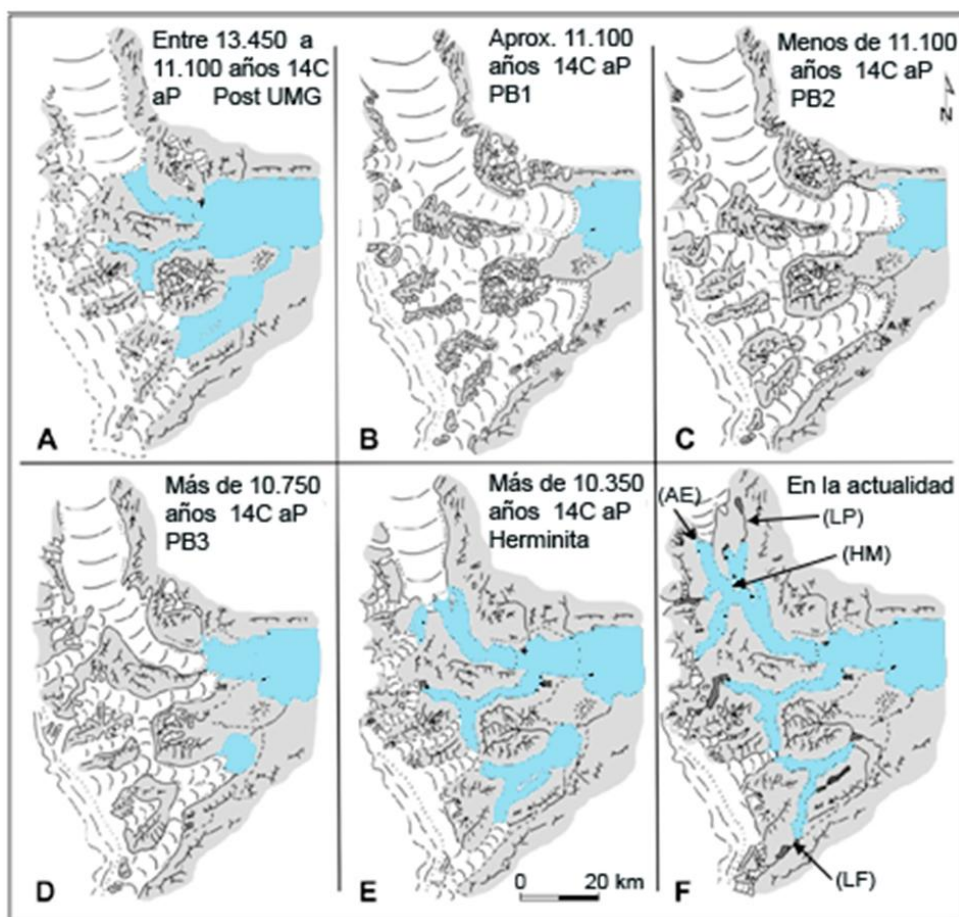 Entre 13.450 a
11.100 años 14C
aP Post UMG
A
Aprox. 11.100
años 14C aP
PB1
B
Menos de 11.100
años 14C aP
PB2
N
C
Más de 10.750
años 14C aP
PB3
D
Más de 10.350
años 14C aP
Herminita
0 20 km
E
En la actualidad
(AE)
(LP)
(HM)
(LF)
F